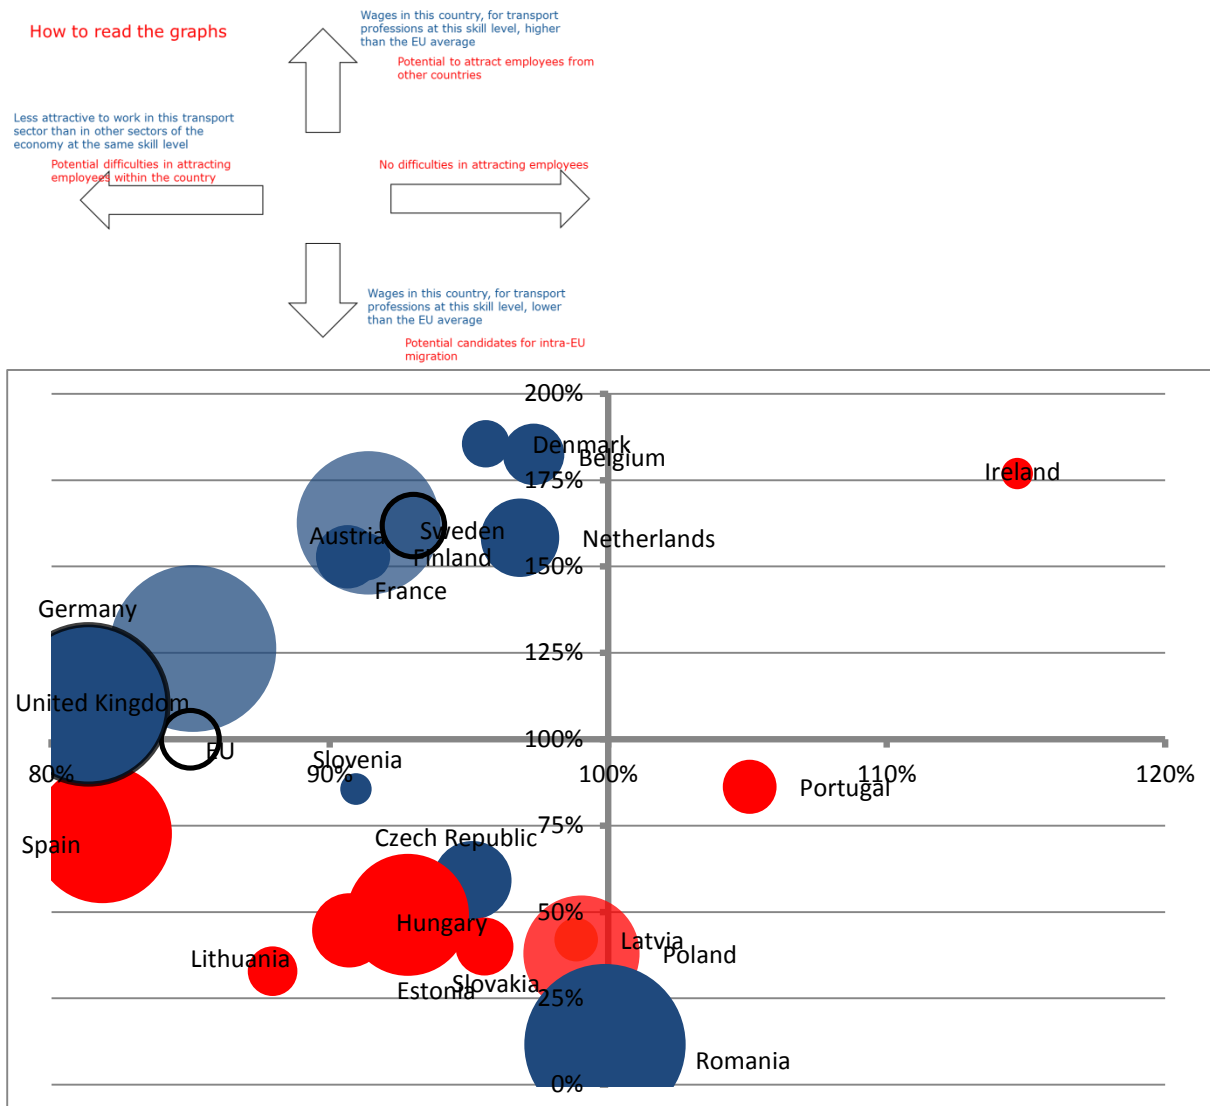 How to read the graphs
Wages in this country, for transport
professions at this skill level, higher
than the EU average
Potential to attract employees from
other countries
Less attractive to work in this transport
sector than in other sectors of the
economy at the same skill level
Potential difficulties in attracting
employees within the country
No difficulties in attracting employees
Wages in this country, for transport
professions at this skill level, lower
than the EU average
Potential candidates for intra-EU
migration
200%
Denmark
Belgium
Ireland
175%
Austria
Sweden
Netherlands
Finland
150%
France
Germany
125%
United Kingdom
100%
EU
Slovenia
80%
90%
100%
110%
120%
Portugal
75%
Czech Republic
Spain
50%
Hungary
Latvia
Poland
Lithuania
Slovakia
Estonia
25%
Romania
0%